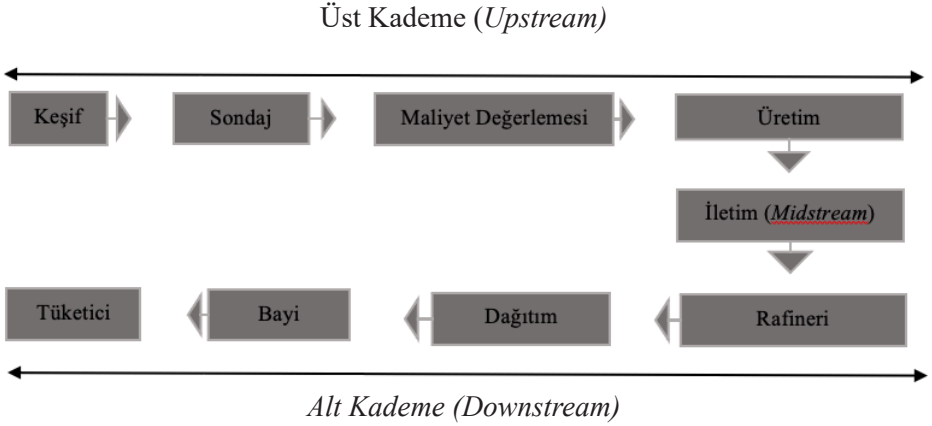 Üst Kademe (Upstream)
Keşif
Sondaj
Maliyet Değerlemesi
Üretim
İletim (Midstream)
Tüketici
Bayi
Dağıtım
Rafineri
Alt Kademe (Downstream)